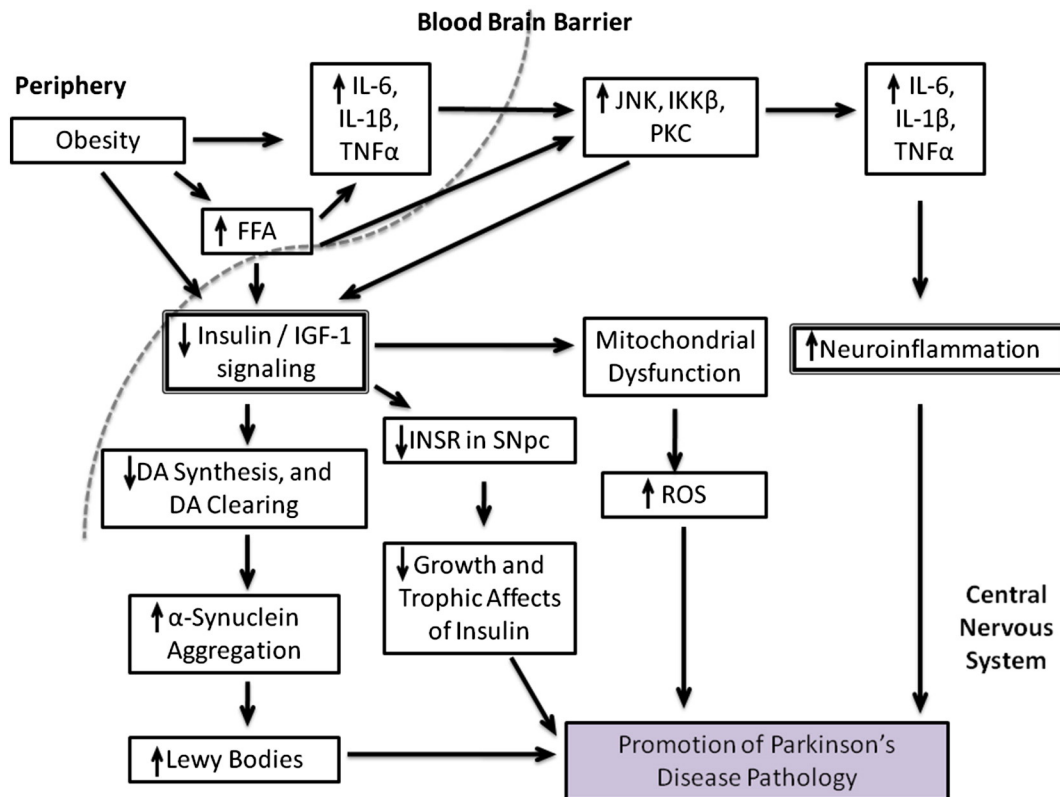 Blood Brain Barrier
Periphery
Obesity
↑ IL-6,
IL-1β,
TNFα
↑ JNK, IKKβ,
PKC
↑ IL-6,
IL-1β,
TNFα
↑ FFA
↓ Insulin / IGF-1
signaling
Mitochondrial
Dysfunction
↑ Neuroinflammation
↓ INSR in SNpc
↓ DA Synthesis, and
DA Clearing
↑ ROS
↓ Growth and
Trophic Affects
of Insulin
↑ α-Synuclein
Aggregation
Central
Nervous
System
↑ Lewy Bodies
Promotion of Parkinson's
Disease Pathology